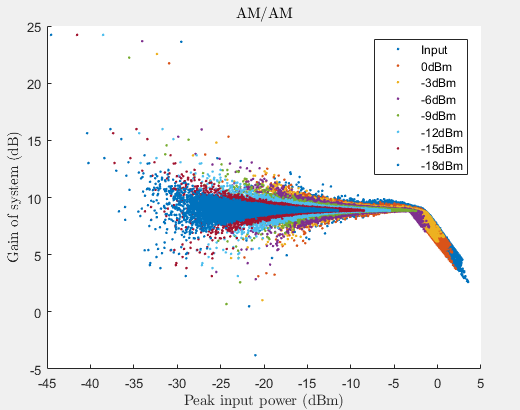 AM/AM
25
20
15
10
5
0
-5
Gain of system (dB)
-45 -40 -35 -30 -25 -20 -15 -10 -5 0 5
Peak input power (dBm)
Input
0dBm
-3dBm
-6dBm
-9dBm
-12dBm
-15dBm
-18dBm